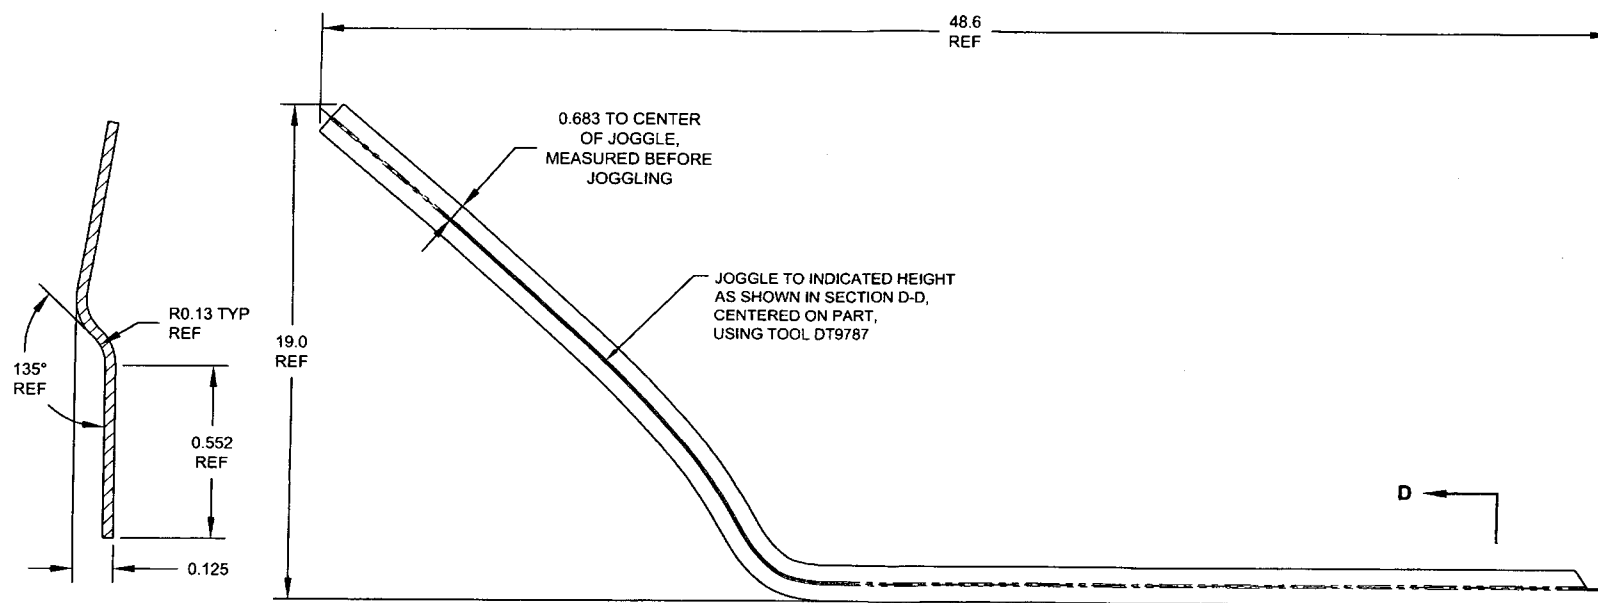 48.6
REF
0.683 TO CENTER
OF JOGGLE,
MEASURED BEFORE
JOGGLING
JOGGLE TO INDICATED HEIGHT
AS SHOWN IN SECTION D-D,
CENTERED ON PART,
USING TOOL DT9787
R0.13 TYP
REF
19.0
REF
135°
REF
0.552
REF
D
0.125